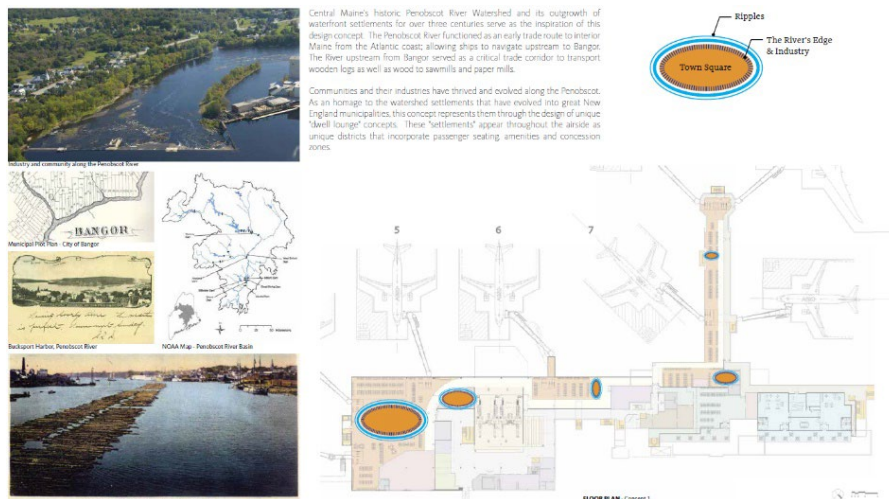 Central Maine's historic Penobscot River Watershed and its outgrowth of
waterfront settlements for over three centuries serve as the inspiration of this
design concept. The Penobscot River functioned as an early trade route to interior
Maine from the Atlantic coast; allowing ships to navigate upstream to Bangor.
The River upstream from Bangor served as a critical trade corridor to transport
wooden logs as well as wood to sawmills and paper mills.
Communities and their industries have thrived and evolved along the Penobscot.
As an homage to the watershed settlements that have evolved into great New
England municipalities, this concept represents them through the design of unique
"dwell lounge" concepts. These "settlements" appear throughout the airside as
unique districts that incorporate passenger seating, amenities and concession
zones.
Ripples
The River's Edge
& Industry
Town Square
Industry and community along the Penobscot River
BANGOR
Municipal Plot Plan - City of Bangor
Bucksport Harbor, Penobscot River
NOAA Map - Penobscot River Basin
5
6
7
FLOOR PLAN - Concept 1